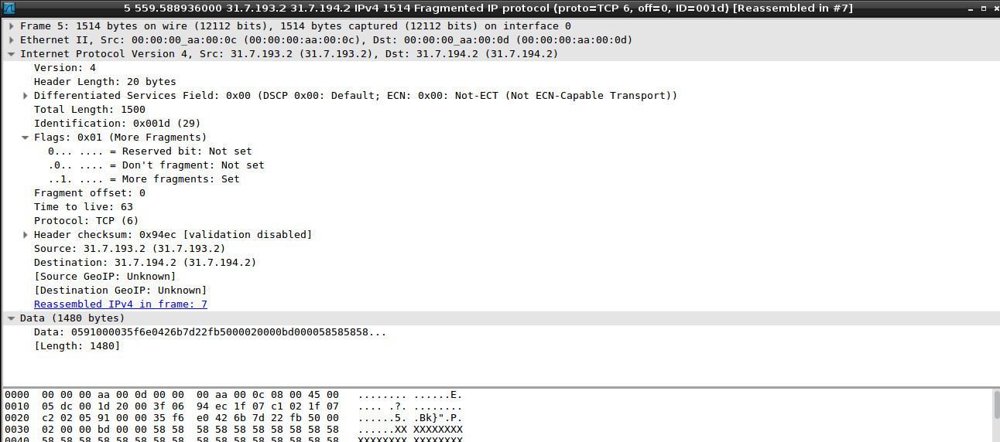 5 559.588936000 31.7.193.2 31.7.194.2 IPv4 1514 Fragmented IP protocol (proto=TCP 6, off=0, ID=001d) [Reassembled in #7]
Frame 5: 1514 bytes on wire (12112 bits), 1514 bytes captured (12112 bits) on interface 0
Ethernet II, Src: 00:00:00_aa:00:0c (00:00:00:aa:00:0c), Dst: 00:00:00_aa:00:0d (00:00:00:aa:00:0d)
Internet Protocol Version 4, Src: 31.7.193.2 (31.7.193.2), Dst: 31.7.194.2 (31.7.194.2)
Version: 4
Header Length: 20 bytes
Differentiated Services Field: 0x00 (DSCP 0x00: Default; ECN: 0x00: Not-ECT (Not ECN-Capable Transport))
Total Length: 1500
Identification: 0x001d (29)
Flags: 0x01 (More Fragments)
0... .... = Reserved bit: Not set
.0.. .... = Don't fragment: Not set
..1. .... = More fragments: Set
Fragment offset: 0
Time to live: 63
Protocol: TCP (6)
Header checksum: 0x94ec [validation disabled]
Source: 31.7.193.2 (31.7.193.2)
Destination: 31.7.194.2 (31.7.194.2)
[Source GeoIP: Unknown]
[Destination GeoIP: Unknown]
Reassembled IPv4 in frame: 7
Data (1480 bytes)
Data: 0591000035f6e0426b7d22fb5000020000bd000058585858...
[Length: 1480]
0000 00 00 00 aa 00 0d 00 00 00 aa 00 0c 08 00 45 00 ........ ......E.
0010 05 dc 00 1d 20 00 3f 06 94 ec 1f 07 c1 02 1f 07 .... .?. ........
0020 c2 02 05 91 00 00 35 f6 e0 42 6b 7d 22 fb 50 00 ......5. .Bk}".P.
0030 02 00 00 bd 00 00 58 58 58 58 58 58 58 58 58 58 ......XX XXXXXXXX
0040 58 58 58 58 58 58 58 58 58 58 58 58 58 58 58 58 XXXXXXXX XXXXXXXX